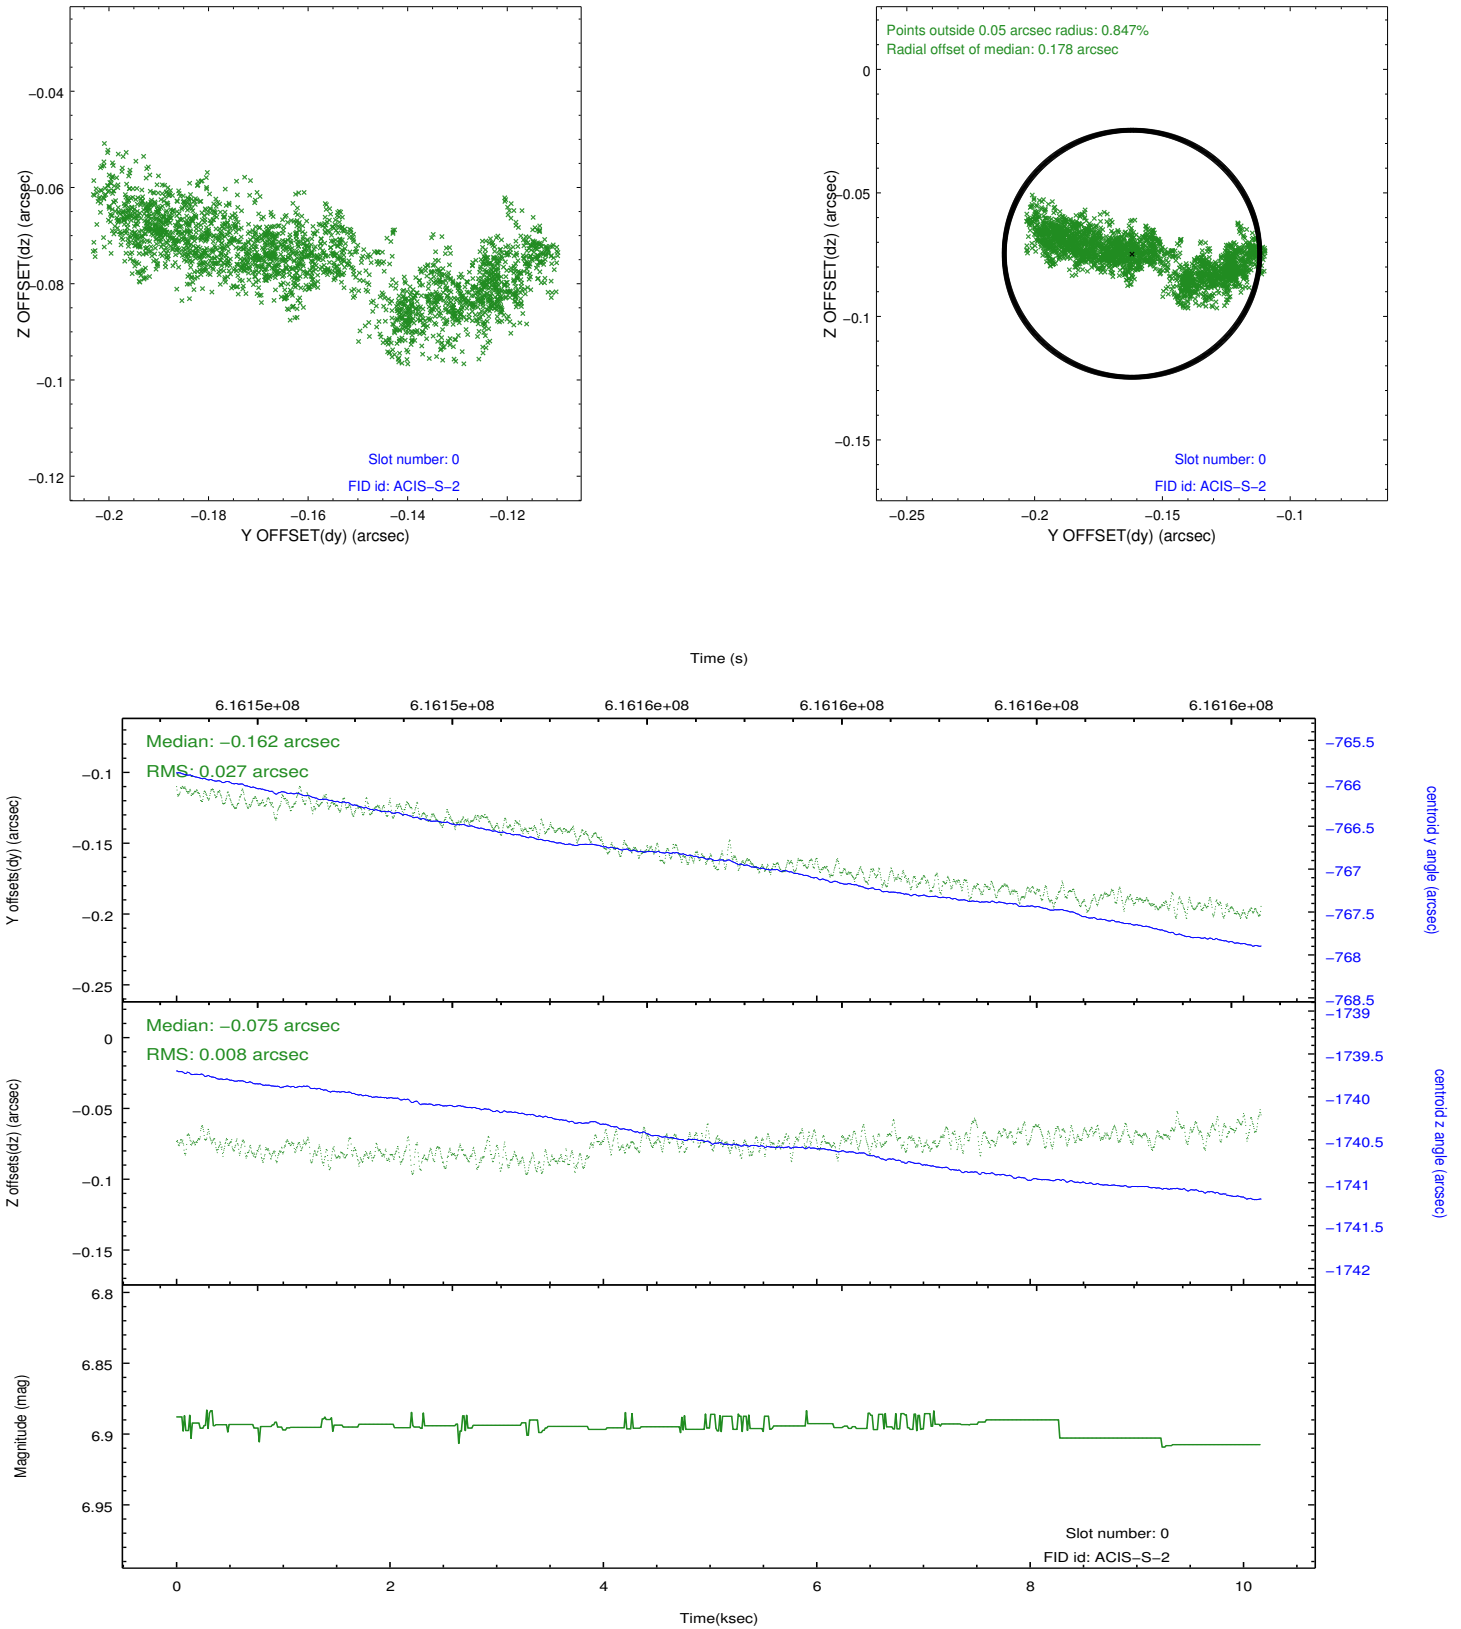 −0.04
−0.06
−0.08
−0.1
−0.12
Z OFFSET(dz) (arcsec)
Slot number: 0
FID id: ACIS−S−2
−0.2 −0.18 −0.16 −0.14 −0.12
Y OFFSET(dy) (arcsec)
Points outside 0.05 arcsec radius: 0.847%
Radial offset of median: 0.178 arcsec
0
−0.05
−0.1
−0.15
Z OFFSET(dz) (arcsec)
Slot number: 0
FID id: ACIS−S−2
−0.25 −0.2 −0.15 −0.1
Y OFFSET(dy) (arcsec)
Time (s)
6.1615e+08 6.1615e+08 6.1616e+08 6.1616e+08 6.1616e+08 6.1616e+08
Median: −0.162 arcsec
RMS: 0.027 arcsec
−0.1
−0.15
−0.2
−0.25
Y offsets(dy) (arcsec)
−765.5
−766
−766.5
−767
−767.5
−768
−768.5
centroid y angle (arcsec)
Median: −0.075 arcsec
RMS: 0.008 arcsec
0
−0.05
−0.1
−0.15
Z offsets(dz) (arcsec)
−1739
−1739.5
−1740
−1740.5
−1741
−1741.5
−1742
centroid z angle (arcsec)
6.8
6.85
6.9
6.95
Magnitude (mag)
Slot number: 0
FID id: ACIS−S−2
0 2 4 6 8 10
Time(ksec)